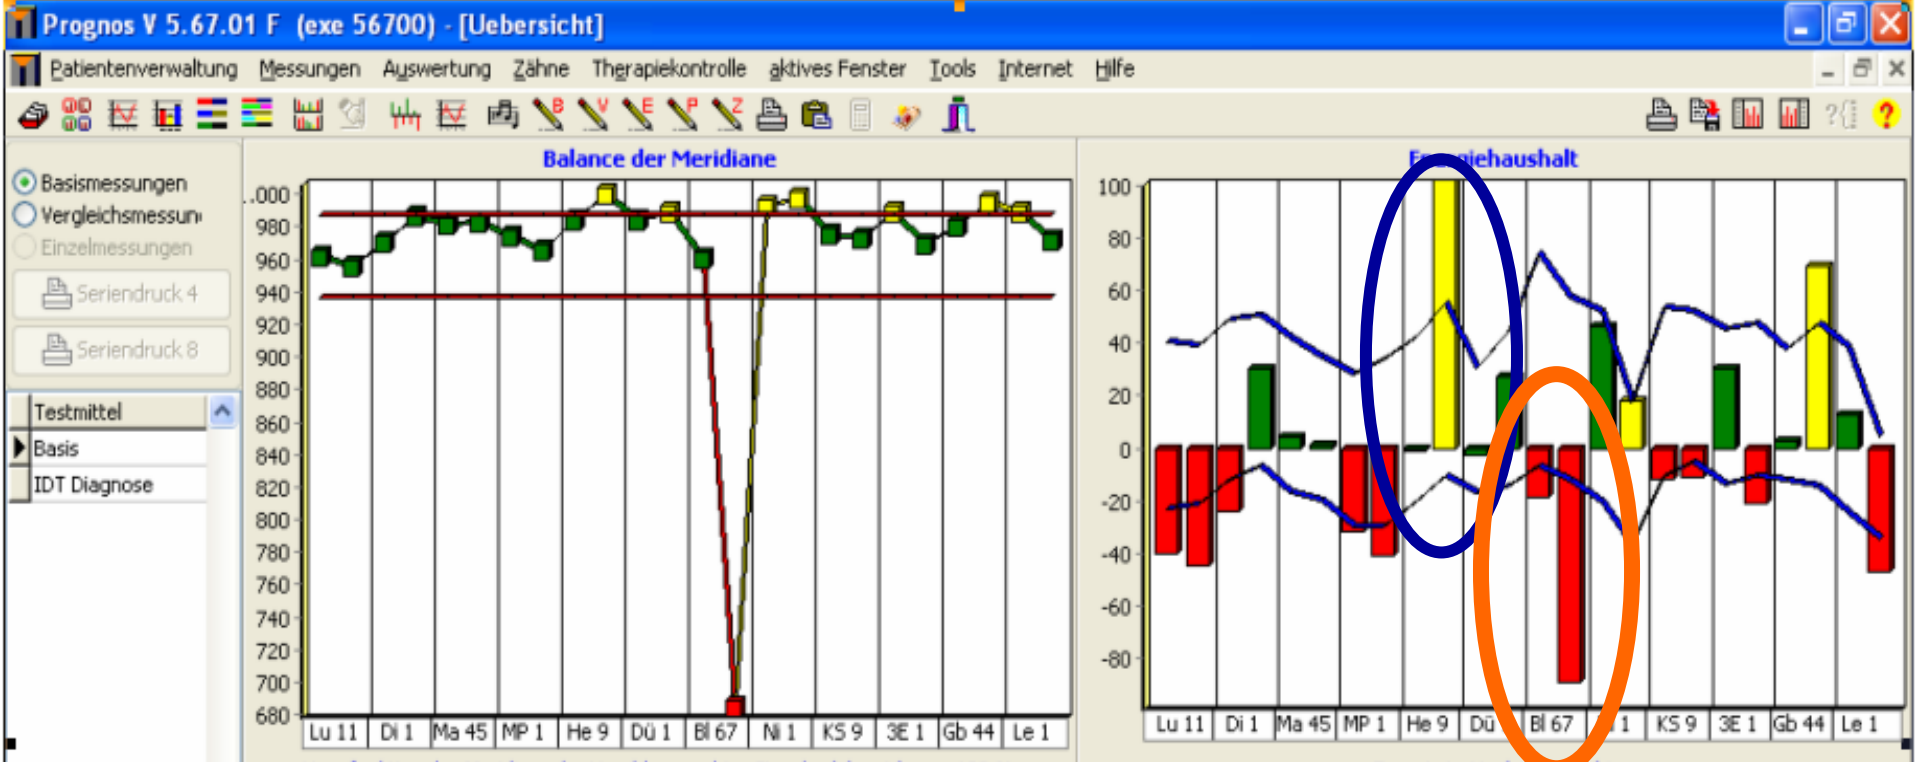 Prognos V 5.67.01 F (exe 56700) - [Uebersicht]
Patientenverwaltung Messungen Auswertung Zähne Therapiekontrolle aktives Fenster Tools Internet Hilfe
B V E P Z
Basismessungen
Vergleichsmessun
Einzelmessungen
Seriendruck 4
Seriendruck 8
Testmittel
Basis
IDT Diagnose
Balance der Meridiane
.000
980
960
940
920
900
880
860
840
820
800
780
760
740
720
700
680
Lu 11 Di 1 Ma 45 MP 1 He 9 Dü 1 Bl 67 Ni 1 KS 9 3E 1 Gb 44 Le 1
En giehaushalt
100
80
60
40
20
0
-20
-40
-60
-80
Lu 11 Di 1 Ma 45 MP 1 He 9 Dü Bl 67 1 KS 9 3E 1 Gb 44 Le 1